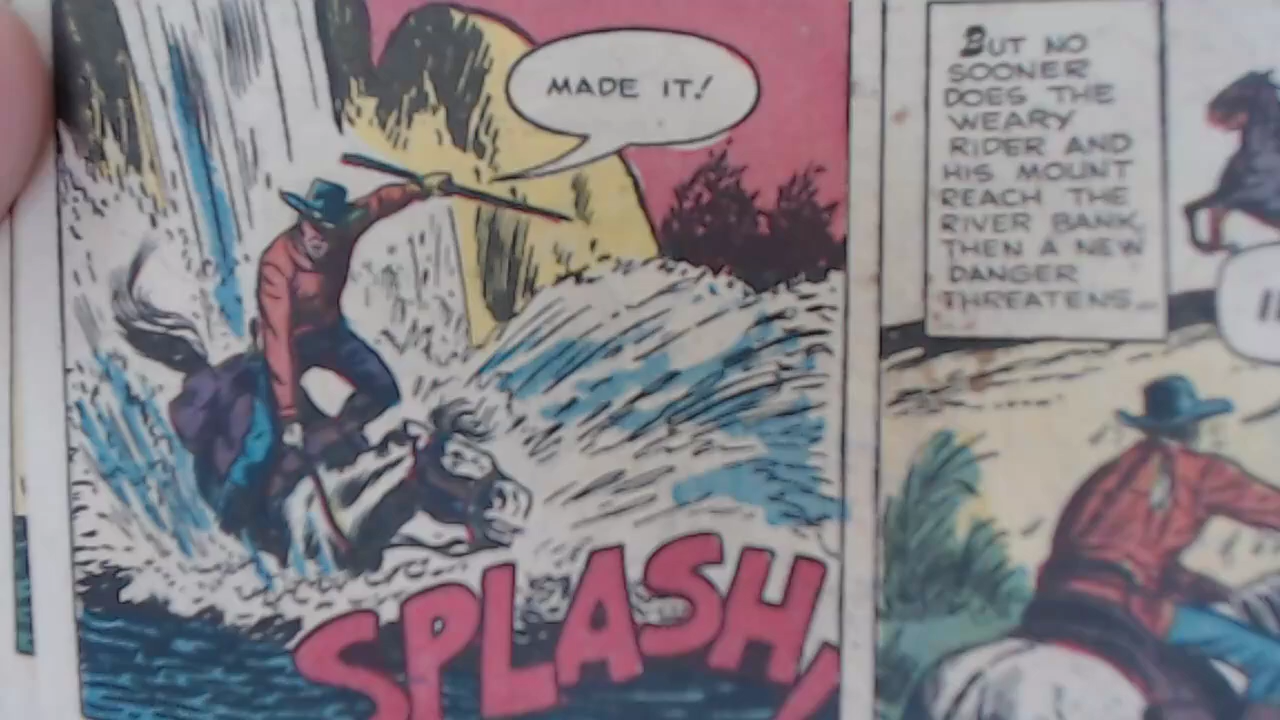 MADE IT!
SPLASH!
BUT NO
SOONER
DOES THE
WEARY
RIDER AND
HIS MOUNT
REACH THE
RIVER BANK,
THEN A NEW
DANGER
THREATENS...